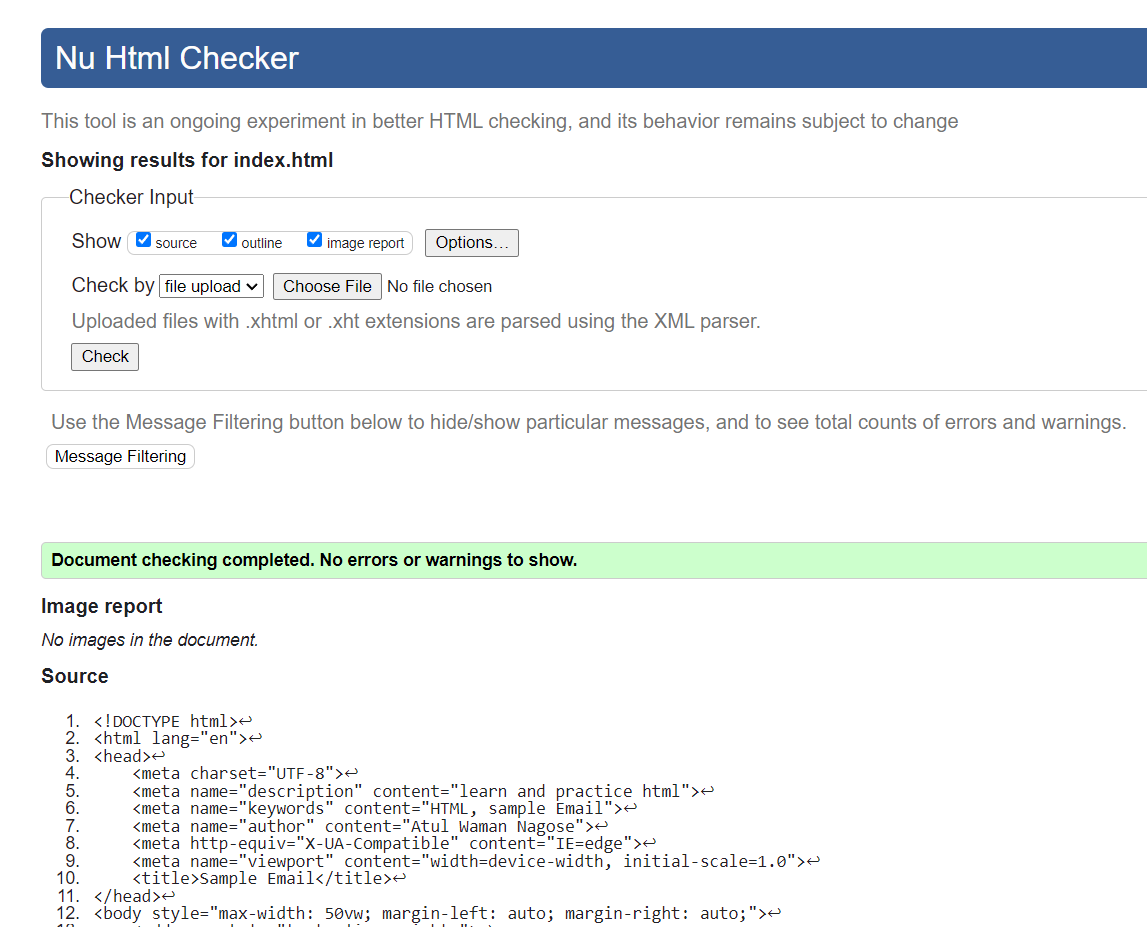 Nu Html Checker
This tool is an ongoing experiment in better HTML checking, and its behavior remains subject to change
Showing results for index.html
Checker Input
Show source outline image report Options…
Check by file upload Choose File No file chosen
Uploaded files with .xhtml or .xht extensions are parsed using the XML parser.
Check
Use the Message Filtering button below to hide/show particular messages, and to see total counts of errors and warnings.
Message Filtering
Document checking completed. No errors or warnings to show.
Image report
No images in the document.
Source
1. <!DOCTYPE html>↩
2. <html lang="en">↩
3. <head>↩
4. <meta charset="UTF-8">↩
5. <meta name="description" content="learn and practice html">↩
6. <meta name="keywords" content="HTML, sample Email">↩
7. <meta name="author" content="Atul Waman Nagose">↩
8. <meta http-equiv="X-UA-Compatible" content="IE=edge">↩
9. <meta name="viewport" content="width=device-width, initial-scale=1.0">↩
10. <title>Sample Email</title>↩
11. </head>↩
12. <body style="max-width: 50vw; margin-left: auto; margin-right: auto;">↩